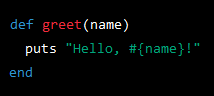 def greet(name)
  puts "Hello, #{name}!"
end